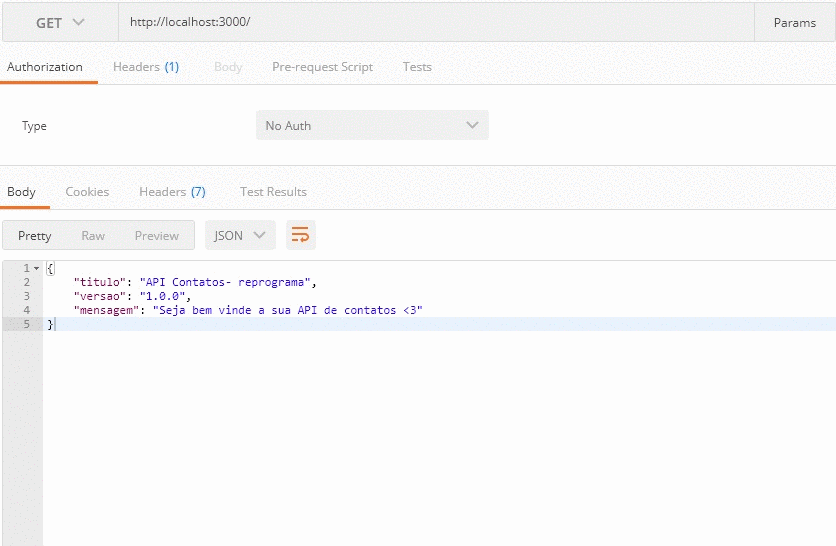 GET http://localhost:3000/ Params
Authorization Headers (1) Body Pre-request Script Tests
Type No Auth
Body Cookies Headers (7) Test Results
Pretty Raw Preview JSON
1 {
2 "titulo": "API Contatos- reprograma",
3 "versao": "1.0.0",
4 "mensagem": "Seja bem vinde a sua API de contatos <3"
5 }